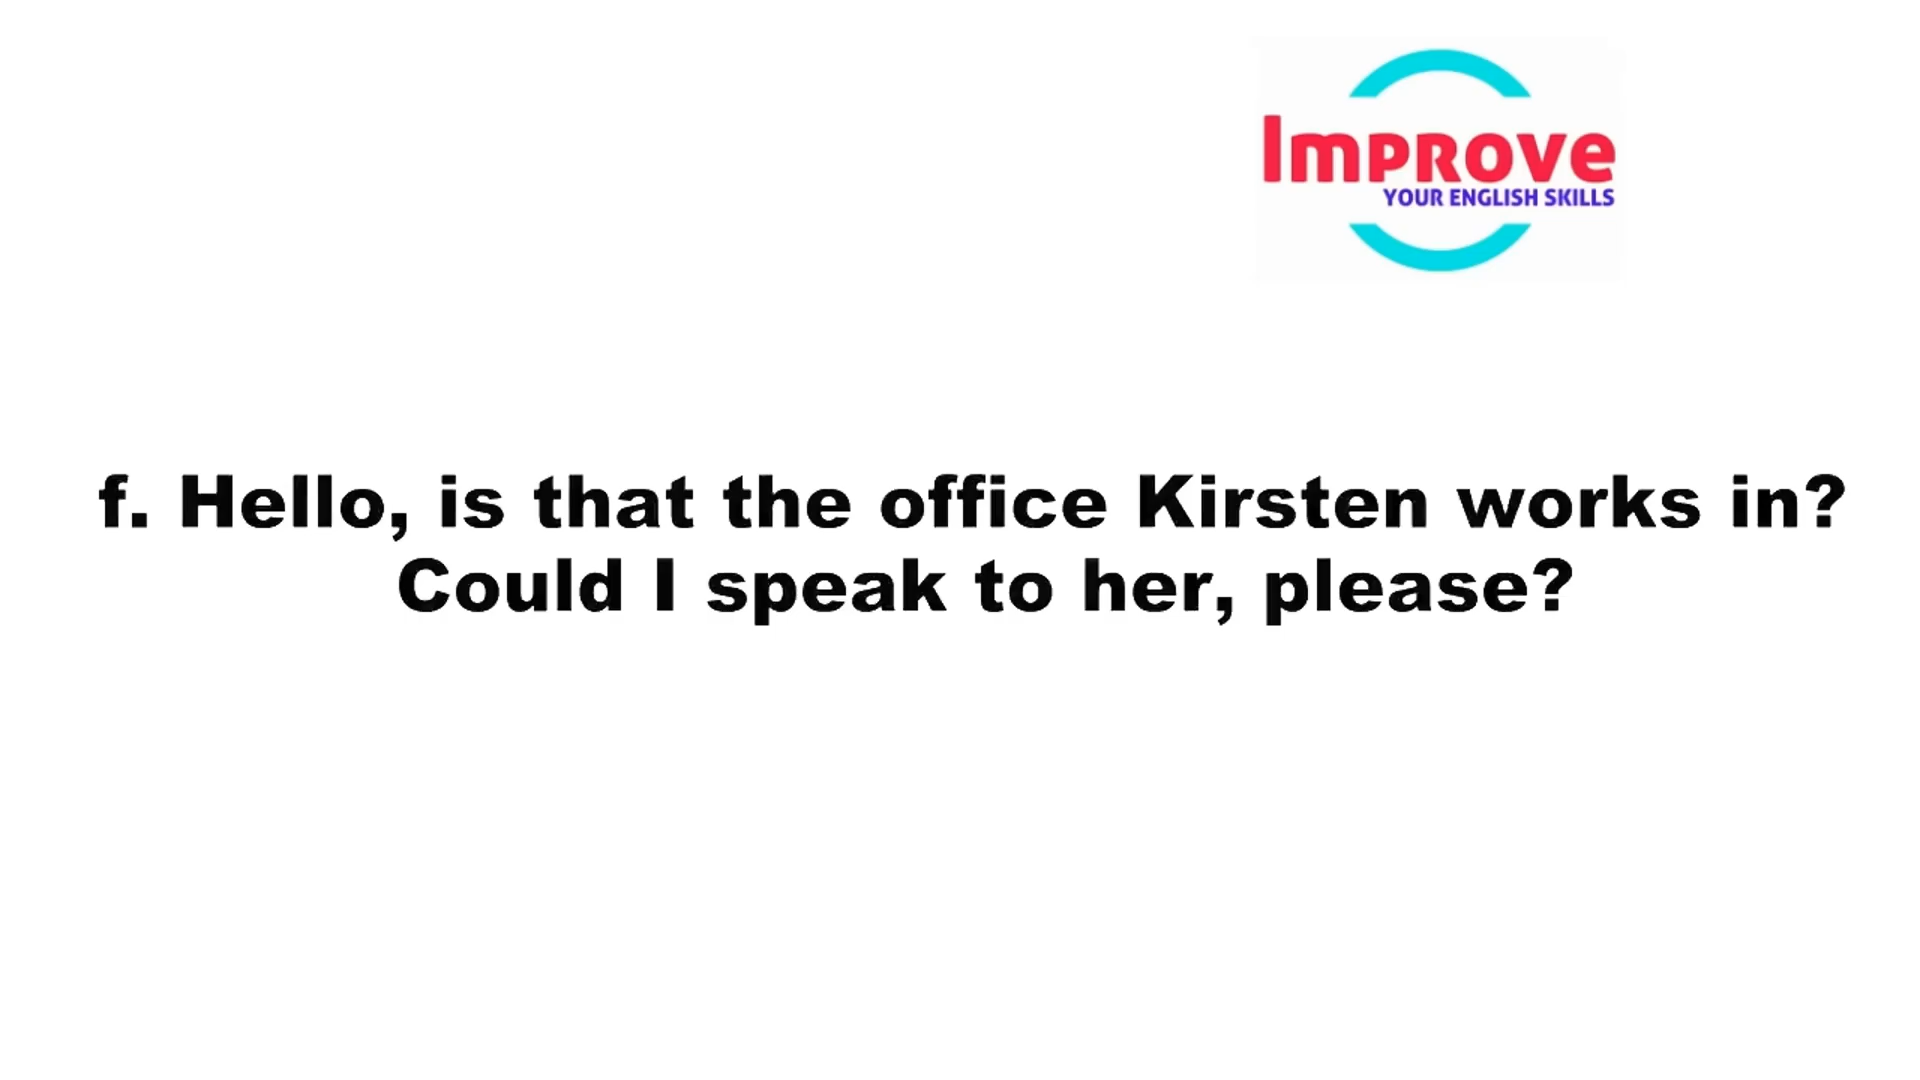 Improve
YOUR ENGLISH SKILLS
f. Hello, is that the office Kirsten works in?
Could I speak to her, please?